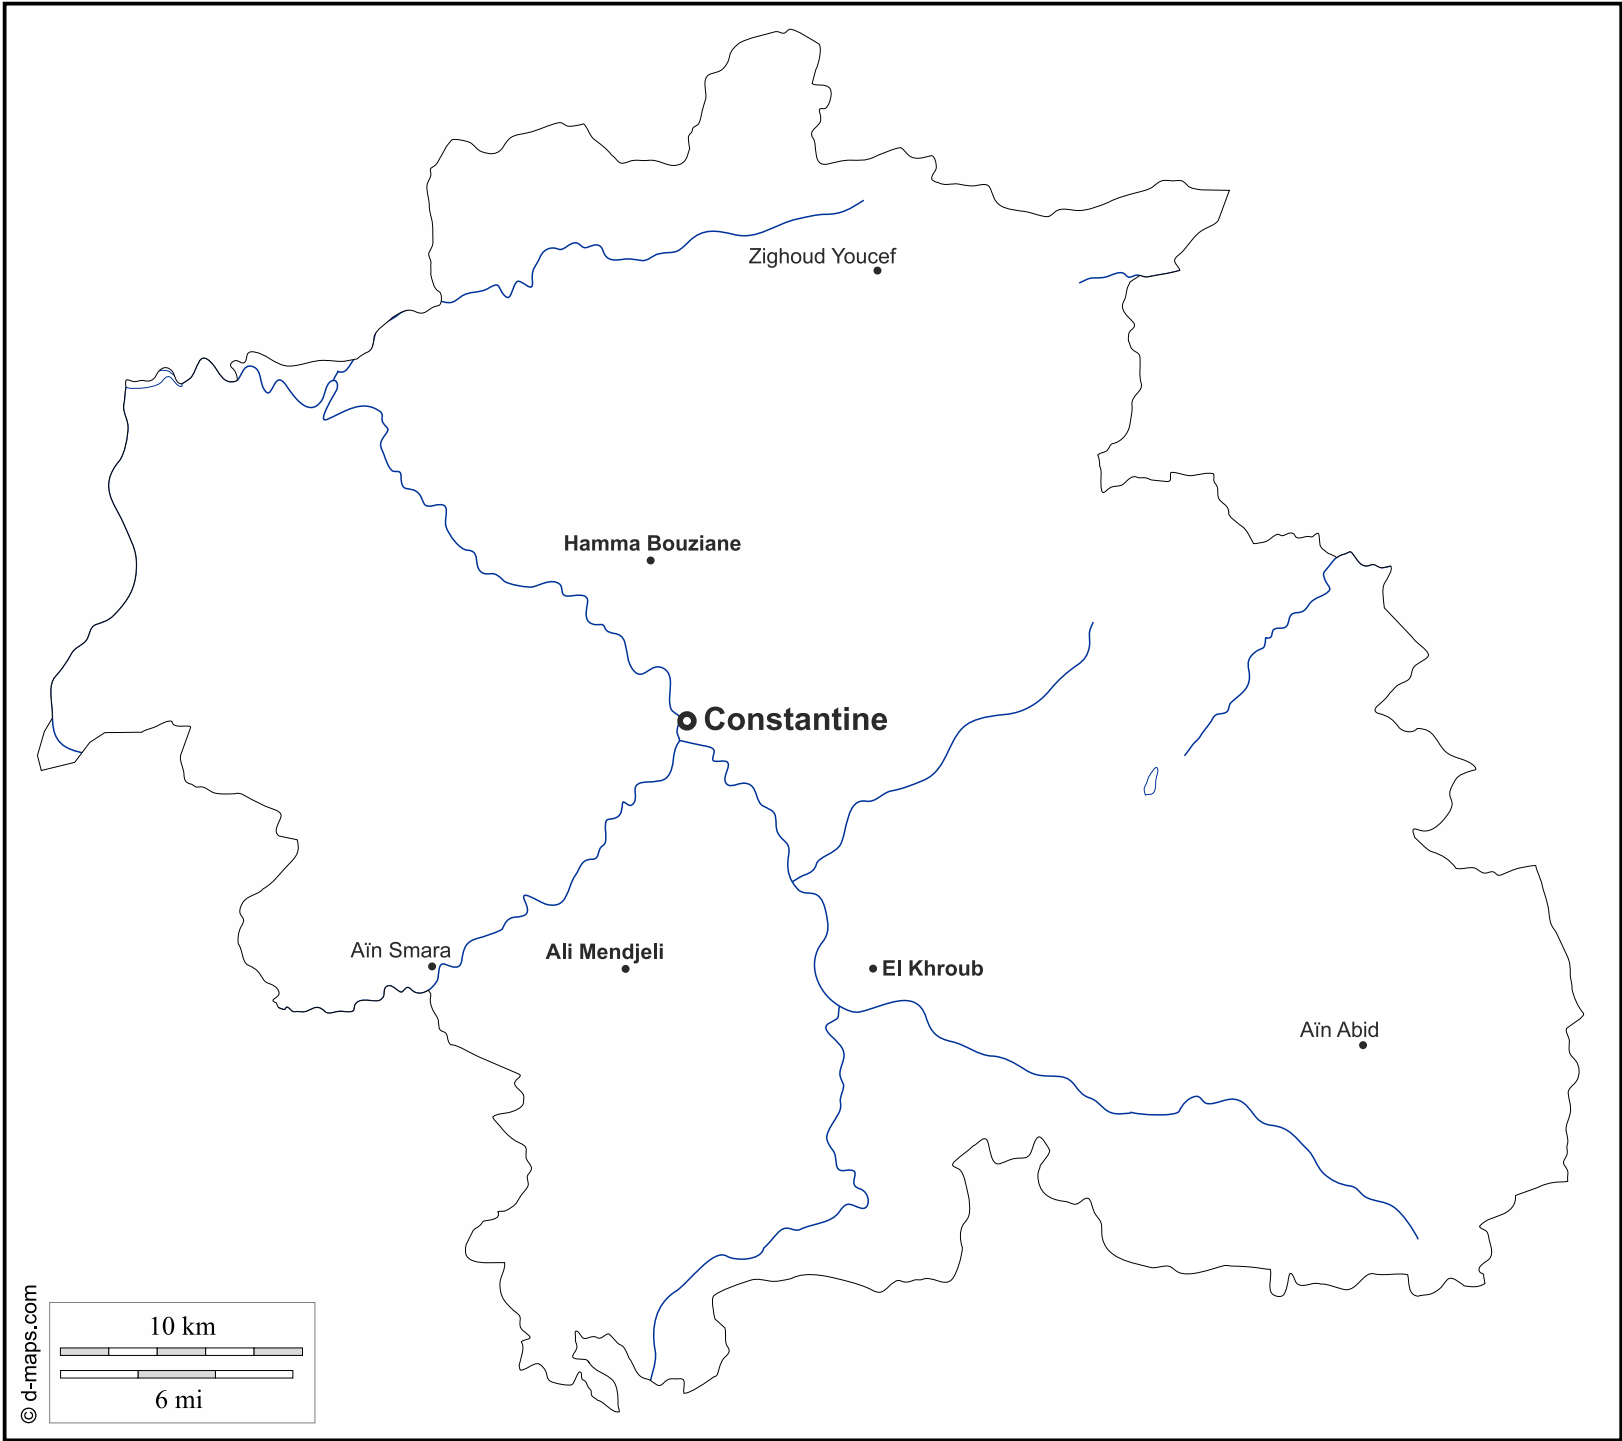 Zighoud Youcef
Hamma Bouziane
Constantine
Aïn Smara
Ali Mendjeli
El Khroub
Aïn Abid
10 km
6 mi
© d-maps.com